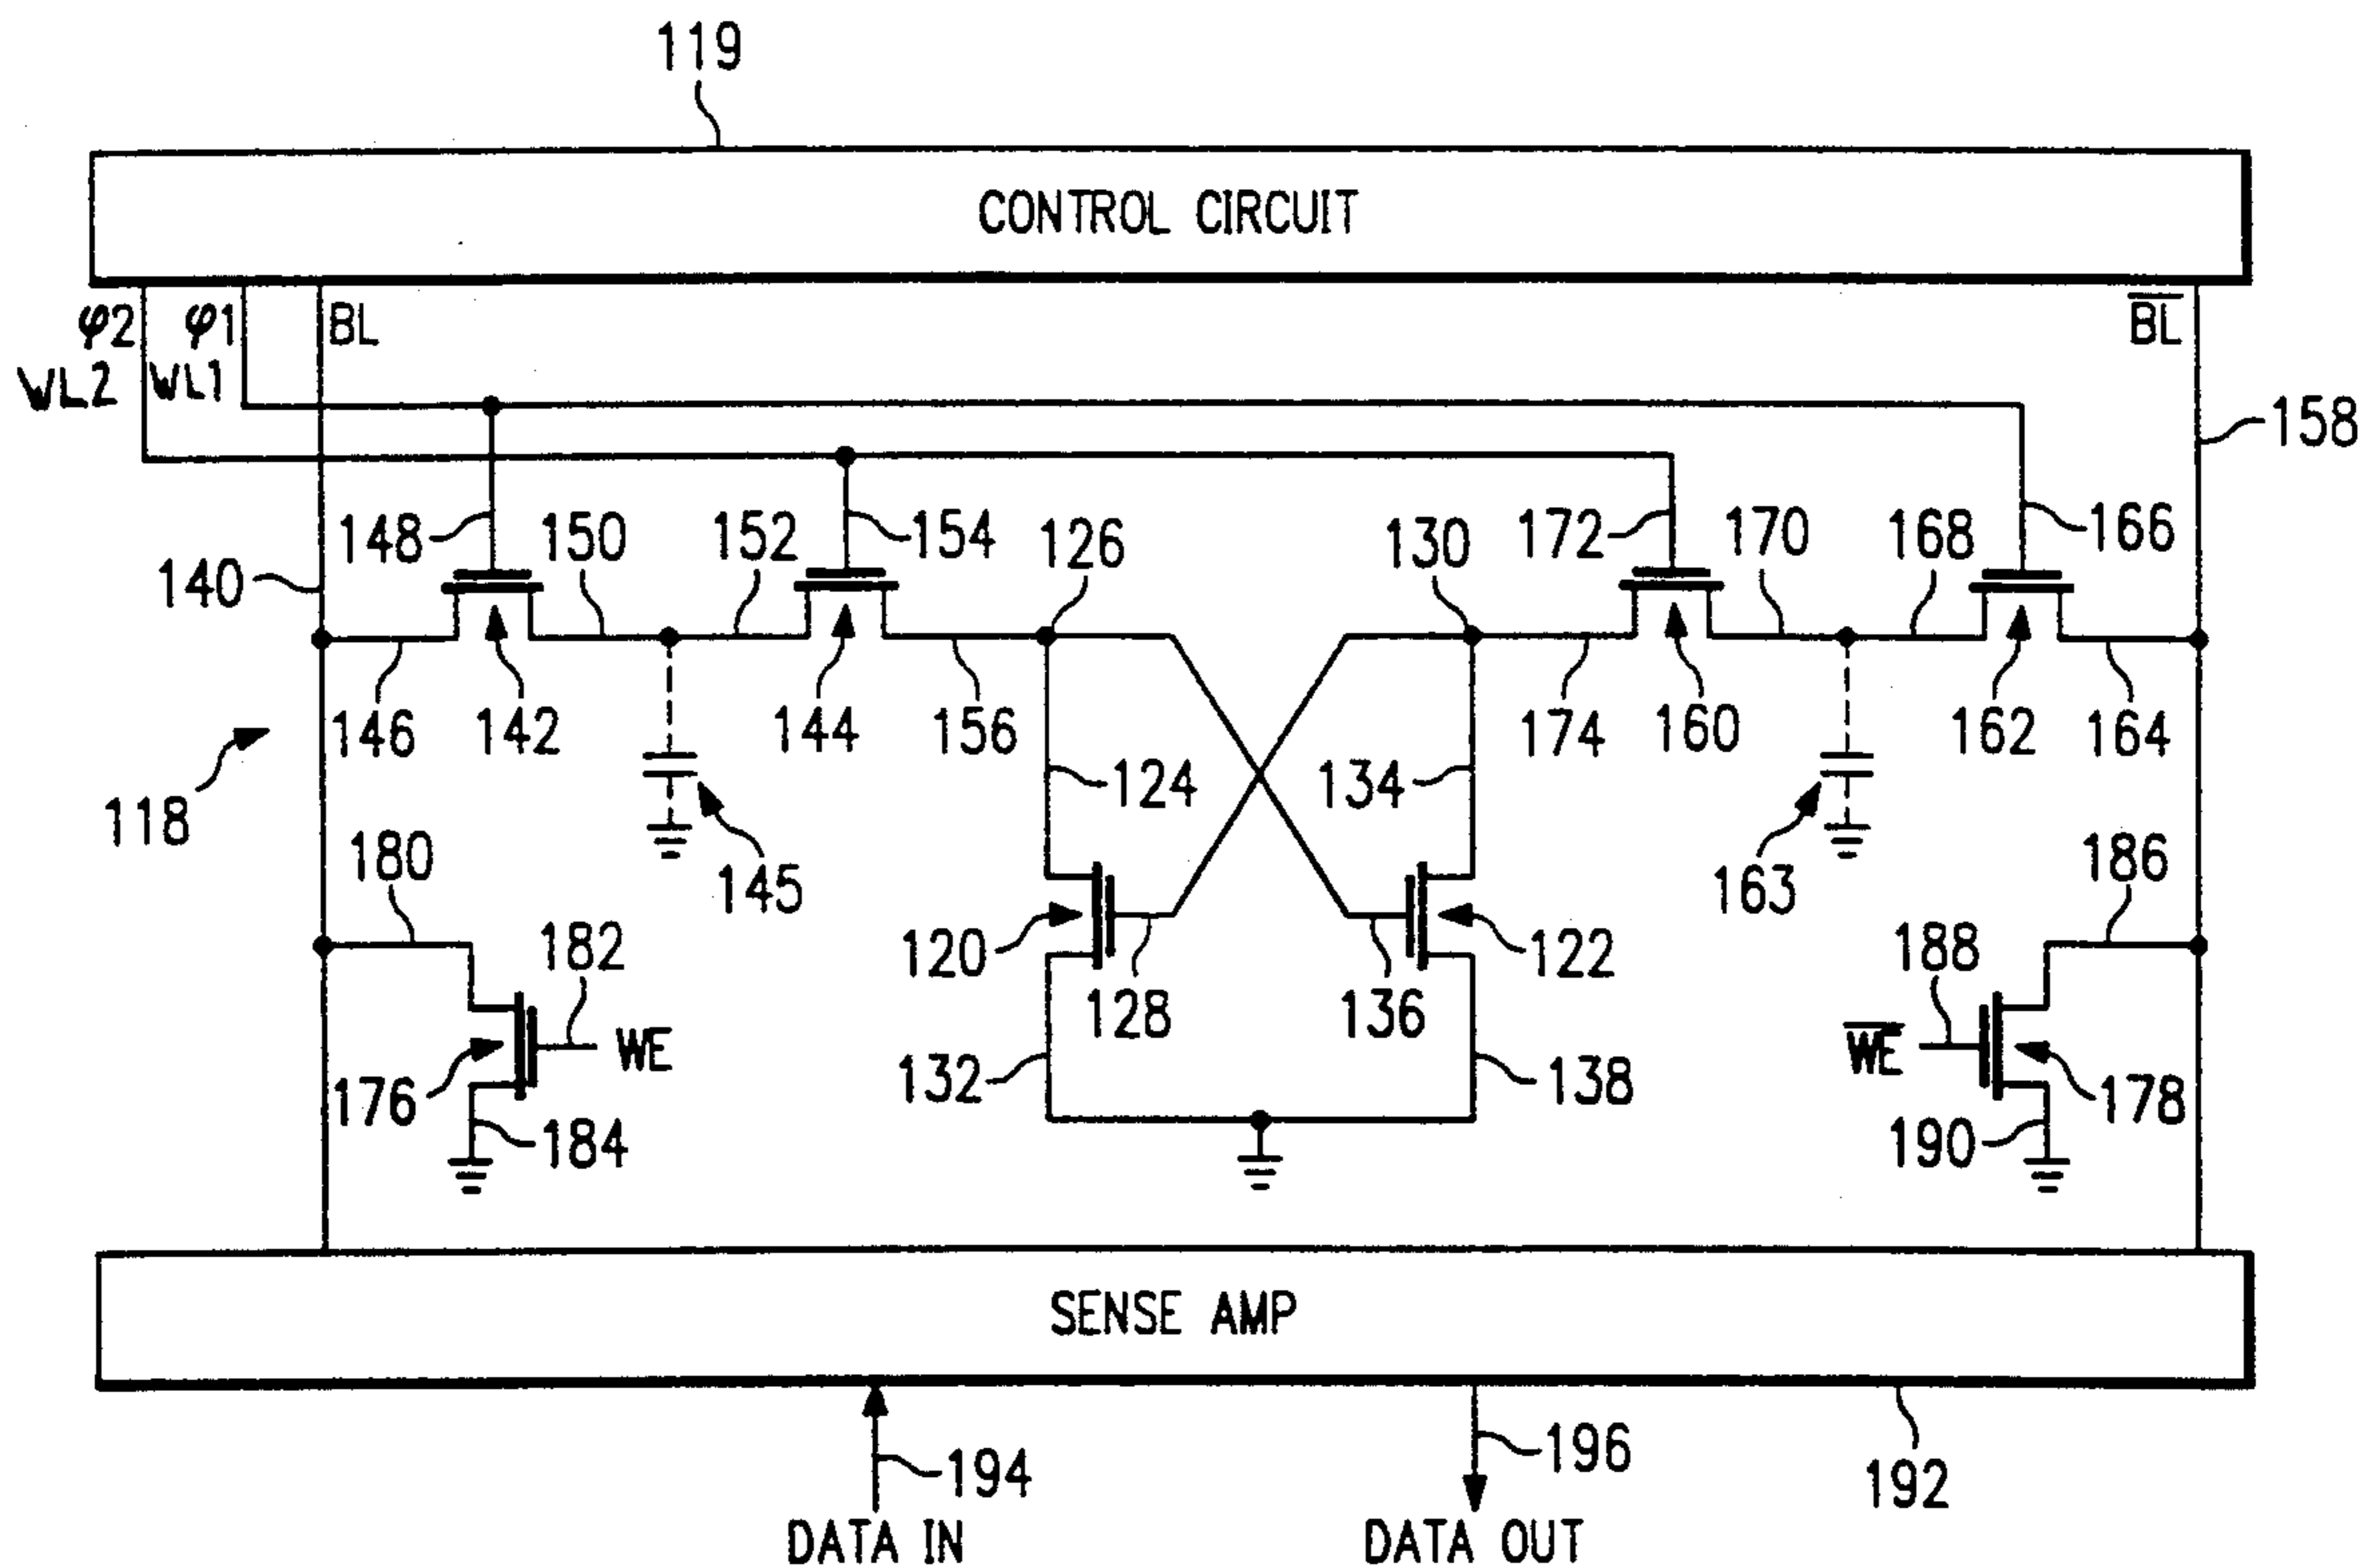 119
CONTROL CIRCUIT
φ2 φ1 BL B̅L̅
WL2 WL1
158
148 150 152 154 126 130 172 170 168 166
140
146 142 144 156 174 160 162 164
118
124 134
180 145 163 186
182 120 122 188
128 136
WE W̅E̅
176 132 138 178
184 190
SENSE AMP
194 196 192
DATA IN DATA OUT